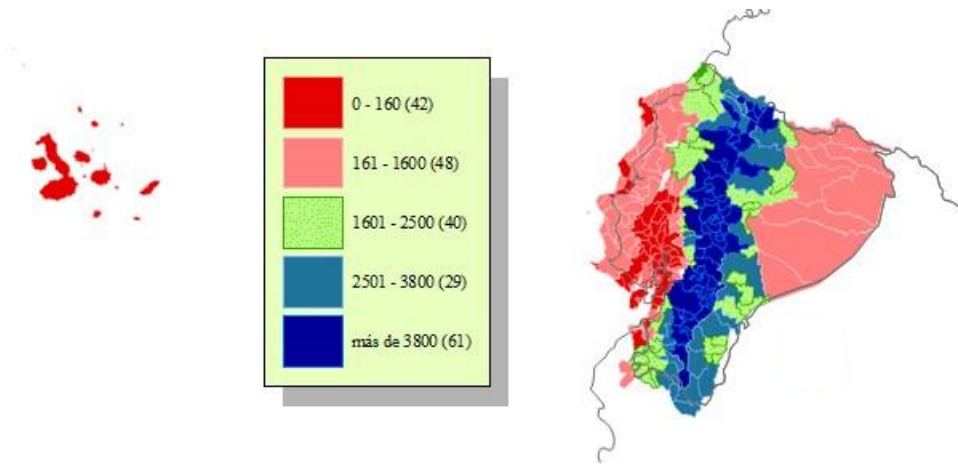 0 - 160 (42)
161 - 1600 (48)
1601 - 2500 (40)
2501 - 3800 (29)
más de 3800 (61)